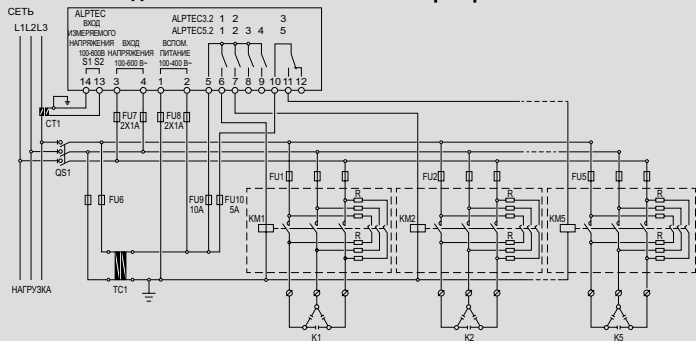 СЕТЬ
L1L2L3
ALPTEC
ВХОД
ИЗМЕРЯЕМОГО
НАПРЯЖЕНИЯ
100-600В
S1 S2
ВХОД
НАПРЯЖЕНИЯ
100-600 В~
ВСПОМ.
ПИТАНИЕ
100-400 В~
ALPTEC3.2 1 2 3
ALPTEC5.2 1 2 3 4 5
14 13 3 4 1 2 5 6 7 8 9 10 11 12
CT1
FU7
2X1A
FU8
2X1A
QS1
FU6
FU9
10A
FU10
5A
FU1
FU2
FU5
KM1
R
R
KM2
R
R
KM5
R
R
НАГРУЗКА
TC1
K1
K2
K5